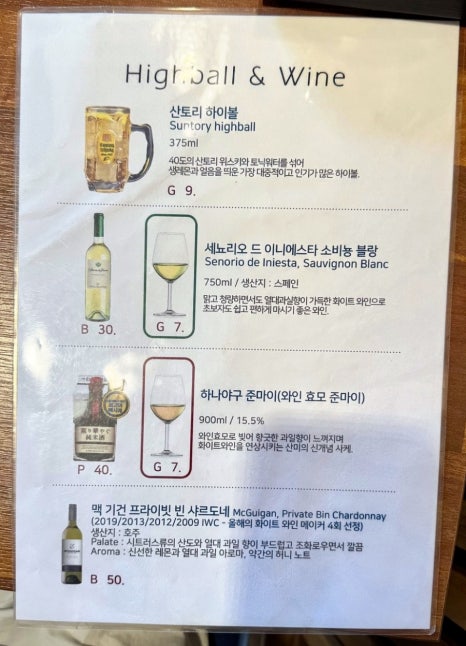 Highball & Wine
산토리 하이볼
Suntory highball
375ml
40도의 산토리 위스키와 토닉워터를 섞어
생레몬과 얼음을 띄운 가장 대중적이고 인기가 많은 하이볼.
G 9.
세뇨리오 드 이니에스타 소비뇽 블랑
Senorio de Iniesta, Sauvignon Blanc
750ml / 생산지 : 스페인
맑고 청량하면서도 열대과실향이 가득한 화이트 와인으로
초보자도 쉽고 편하게 마시기 좋은 와인.
B 30.
G 7.
하나야구 준마이(와인 효모 준마이)
900ml / 15.5%
와인효모로 빚어 향긋한 과일향이 느껴지며
화이트와인을 연상시키는 산미의 신개념 사케.
純米酒
P 40.
G 7.
맥 기건 프라이빗 빈 샤르도네 McGuigan, Private Bin Chardonnay
(2019/2013/2012/2009 IWC - 올해의 화이트 와인 메이커 4회 선정)
생산지 : 호주
Palate : 시트러스류의 산도와 열대 과일 향이 부드럽고 조화로우면서 깔끔
Aroma : 신선한 레몬과 열대 과일 아로마, 약간의 허니 노트
B 50.